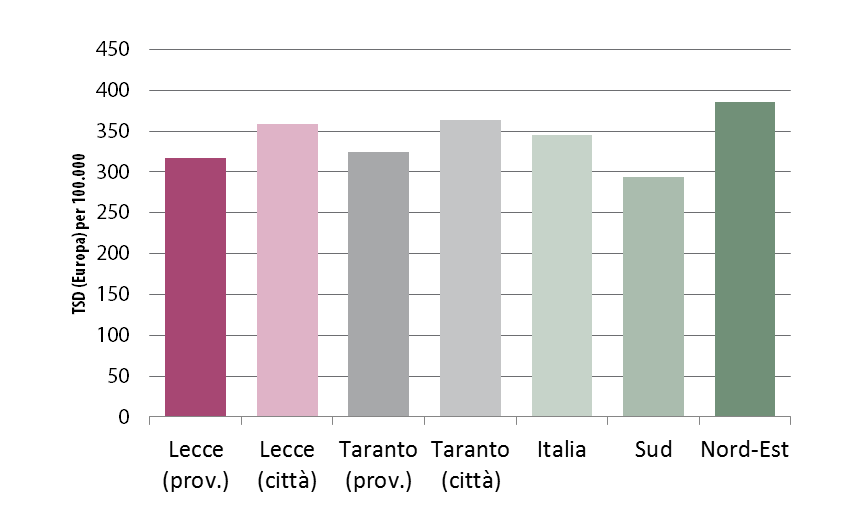 TSD (Europa) per 100.000
450
400
350
300
250
200
150
100
50
0
Lecce
(prov.)
Lecce
(città)
Taranto
(prov.)
Taranto
(città)
Italia
Sud
Nord-Est